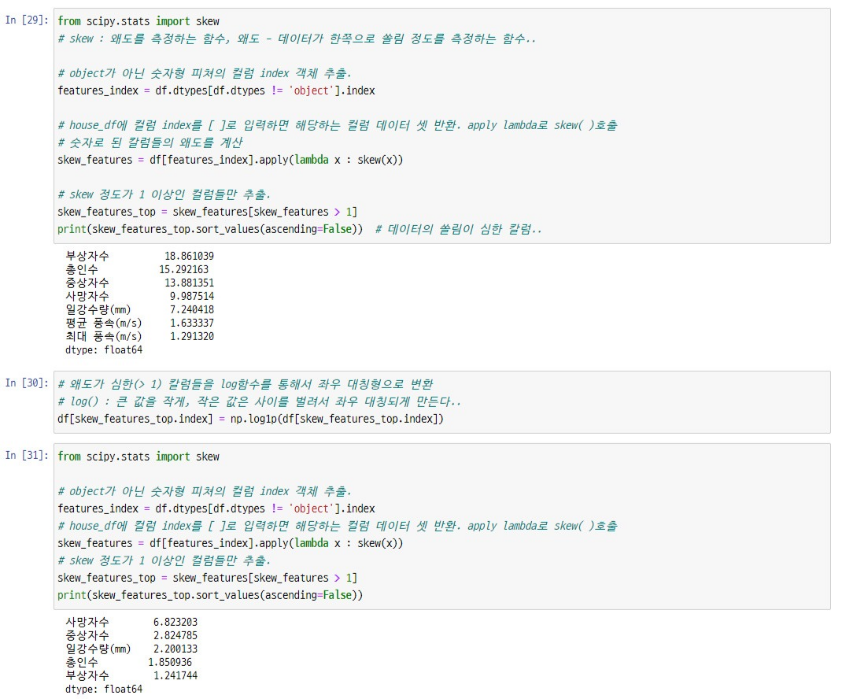 In [29]: from scipy.stats import skew
# skew : 왜도를 측정하는 함수, 왜도 - 데이터가 한쪽으로 쏠림 정도를 측정하는 함수..
# object가 아닌 숫자형 피처의 컬럼 index 객체 추출.
features_index = df.dtypes[df.dtypes != 'object'].index
# house_df에 컬럼 index를 [ ]로 입력하면 해당하는 컬럼 데이터 셋 반환. apply lambda로 skew( )호출
# 숫자로 된 칼럼들의 왜도를 계산
skew_features = df[features_index].apply(lambda x : skew(x))
# skew 정도가 1 이상인 컬럼들만 추출.
skew_features_top = skew_features[skew_features > 1]
print(skew_features_top.sort_values(ascending=False)) # 데이터의 쏠림이 심한 칼럼..
부상자수 18.861039
총인수 15.292163
중상자수 13.881351
사망자수 9.987514
일강수량(mm) 7.240418
평균 풍속(m/s) 1.633337
최대 풍속(m/s) 1.291320
dtype: float64
In [30]: # 왜도가 심한(> 1) 칼럼들을 log함수를 통해서 좌우 대칭형으로 변환
# log() : 큰 값을 작게, 작은 값은 사이를 벌려서 좌우 대칭되게 만든다..
df[skew_features_top.index] = np.log1p(df[skew_features_top.index])
In [31]: from scipy.stats import skew
# object가 아닌 숫자형 피처의 컬럼 index 객체 추출.
features_index = df.dtypes[df.dtypes != 'object'].index
# house_df에 컬럼 index를 [ ]로 입력하면 해당하는 컬럼 데이터 셋 반환. apply lambda로 skew( )호출
skew_features = df[features_index].apply(lambda x : skew(x))
# skew 정도가 1 이상인 컬럼들만 추출.
skew_features_top = skew_features[skew_features > 1]
print(skew_features_top.sort_values(ascending=False))
사망자수 6.823203
중상자수 2.824785
일강수량(mm) 2.200133
총인수 1.850936
부상자수 1.241744
dtype: float64